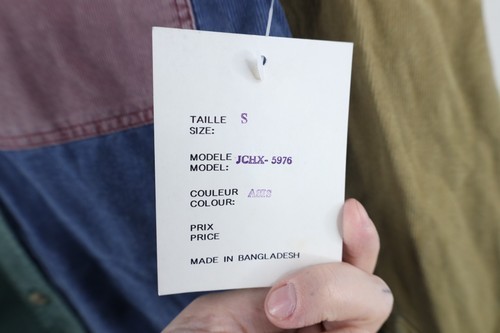 TAILLE S
SIZE:
MODELE JCHX- 5976
MODEL:
COULEUR
COLOUR:
PRIX
PRICE
MADE IN BANGLADESH